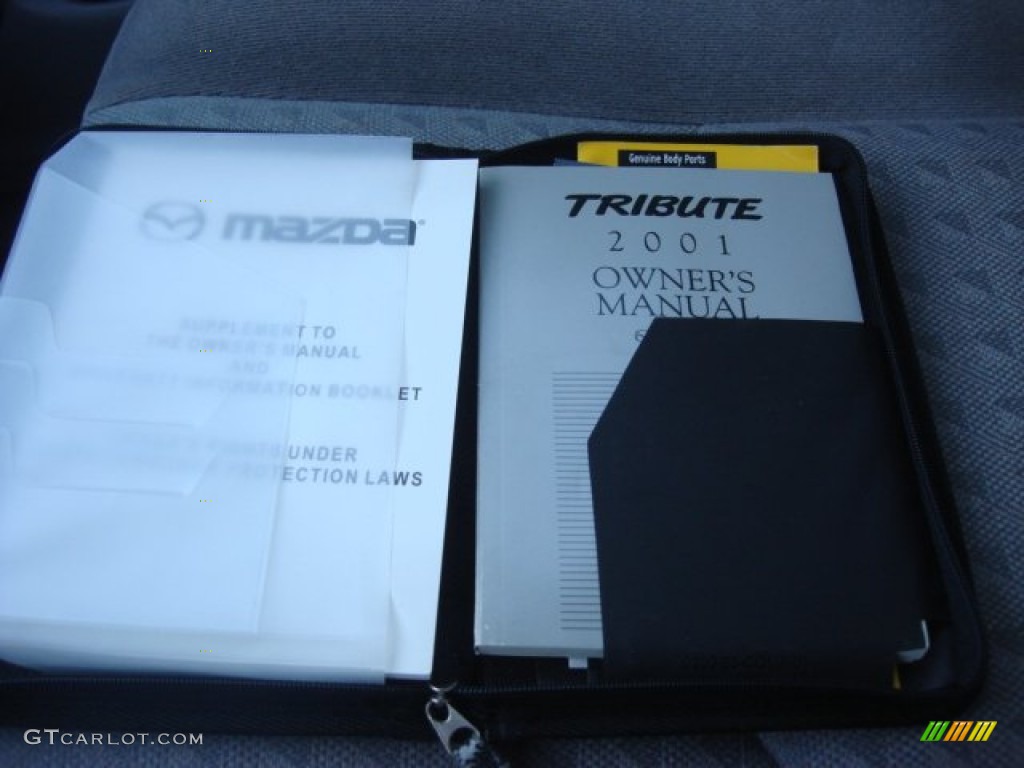 mazda
SUPPLEMENT TO
THE OWNER'S MANUAL
AND
INFORMATION BOOKLET
RIGHTS UNDER
PROTECTION LAWS
Genuine Body Parts
TRIBUTE
2001
OWNER'S
MANUAL
GTCARLOT.COM